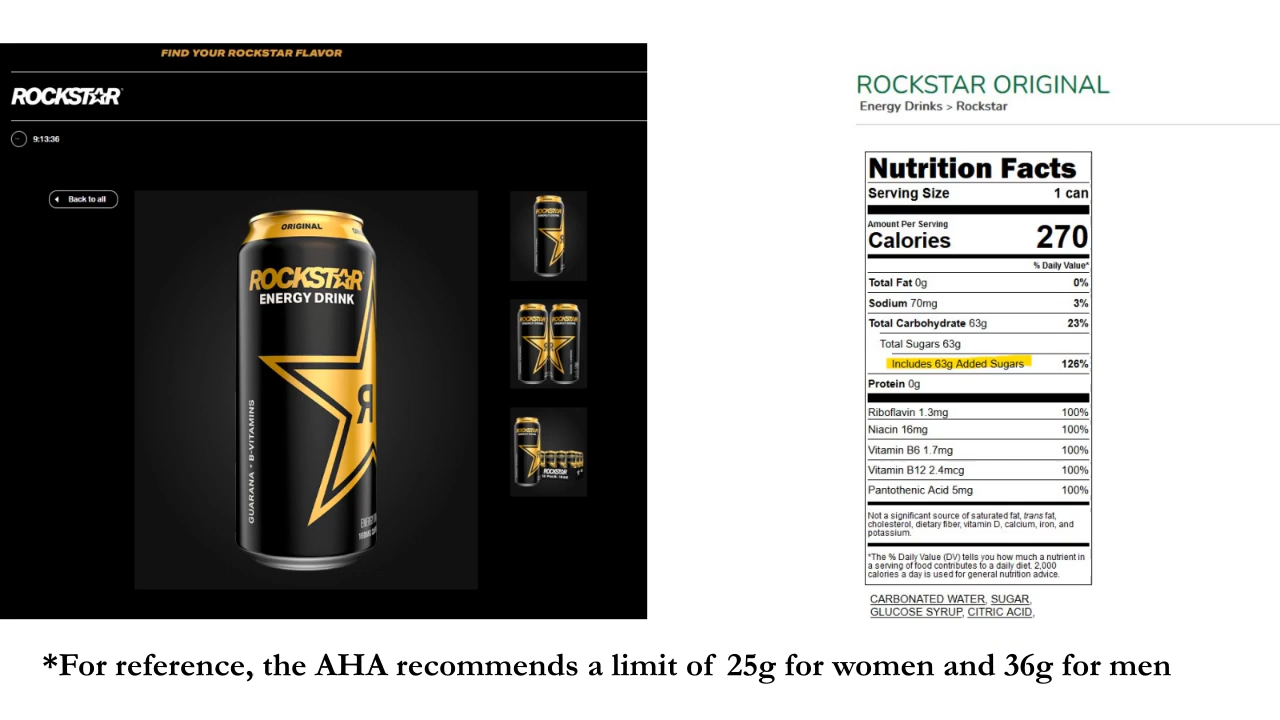 FIND YOUR ROCKSTAR FLAVOR
ROCKSTAR
9:13:36
Back to all
ORIGINAL
ROCKSTAR
ENERGY DRINK
GUARANA • B-VITAMINS
ROCKSTAR ORIGINAL
Energy Drinks > Rockstar
Nutrition Facts
Serving Size 1 can
Amount Per Serving
Calories 270
% Daily Value*
Total Fat 0g 0%
Sodium 70mg 3%
Total Carbohydrate 63g 23%
Total Sugars 63g
Includes 63g Added Sugars 126%
Protein 0g
Riboflavin 1.3mg 100%
Niacin 16mg 100%
Vitamin B6 1.7mg 100%
Vitamin B12 2.4mcg 100%
Pantothenic Acid 5mg 100%
Not a significant source of saturated fat, trans fat,
cholesterol, dietary fiber, vitamin D, calcium, iron, and
potassium.
*The % Daily Value (DV) tells you how much a nutrient in
a serving of food contributes to a daily diet. 2,000
calories a day is used for general nutrition advice.
CARBONATED WATER, SUGAR,
GLUCOSE SYRUP, CITRIC ACID,
*For reference, the AHA recommends a limit of 25g for women and 36g for men